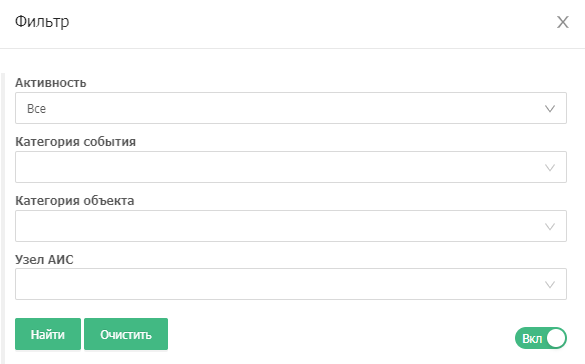 Фильтр
Активность
Все
Категория события
Категория объекта
Узел АИС
Найти Очистить Вкл